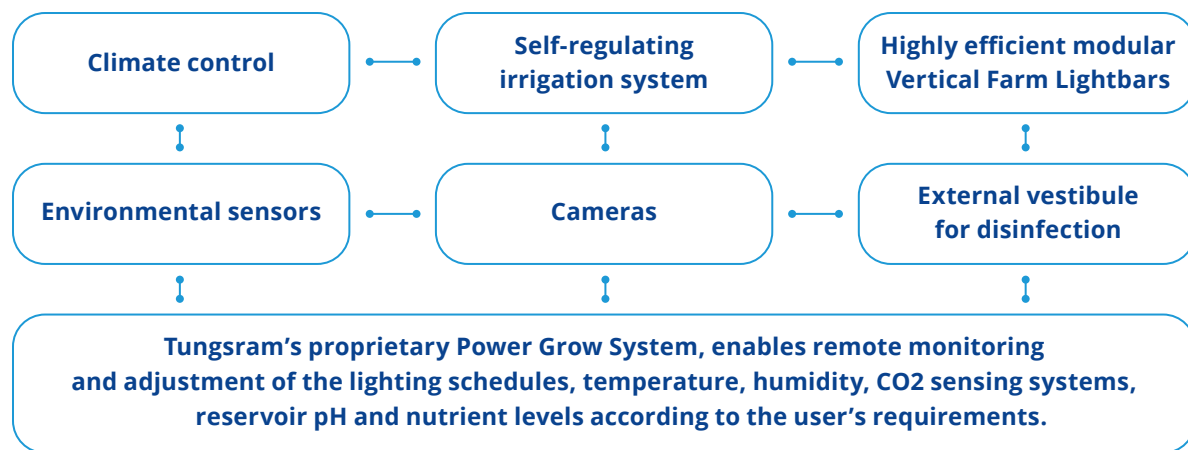 Climate control
Self-regulating
irrigation system
Highly efficient modular
Vertical Farm Lightbars
Environmental sensors
Cameras
External vestibule
for disinfection
Tungsram’s proprietary Power Grow System, enables remote monitoring
and adjustment of the lighting schedules, temperature, humidity, CO2 sensing systems,
reservoir pH and nutrient levels according to the user’s requirements.